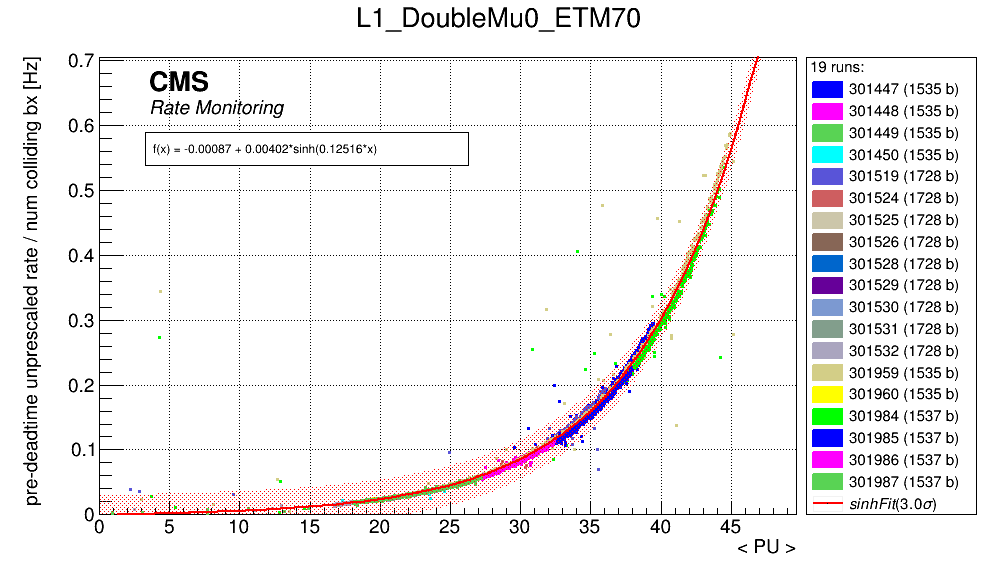 L1_DoubleMu0_ETM70
pre-deadtime unprescaled rate / num colliding bx [Hz]
0.7
0.6
0.5
0.4
0.3
0.2
0.1
0
CMS
Rate Monitoring
f(x) = -0.00087 + 0.00402*sinh(0.12516*x)
0 5 10 15 20 25 30 35 40 45
< PU >
19 runs:
301447 (1535 b)
301448 (1535 b)
301449 (1535 b)
301450 (1535 b)
301519 (1728 b)
301524 (1728 b)
301525 (1728 b)
301526 (1728 b)
301528 (1728 b)
301529 (1728 b)
301530 (1728 b)
301531 (1728 b)
301532 (1728 b)
301959 (1535 b)
301960 (1535 b)
301984 (1537 b)
301985 (1537 b)
301986 (1537 b)
301987 (1537 b)
sinhFit(3.0σ)